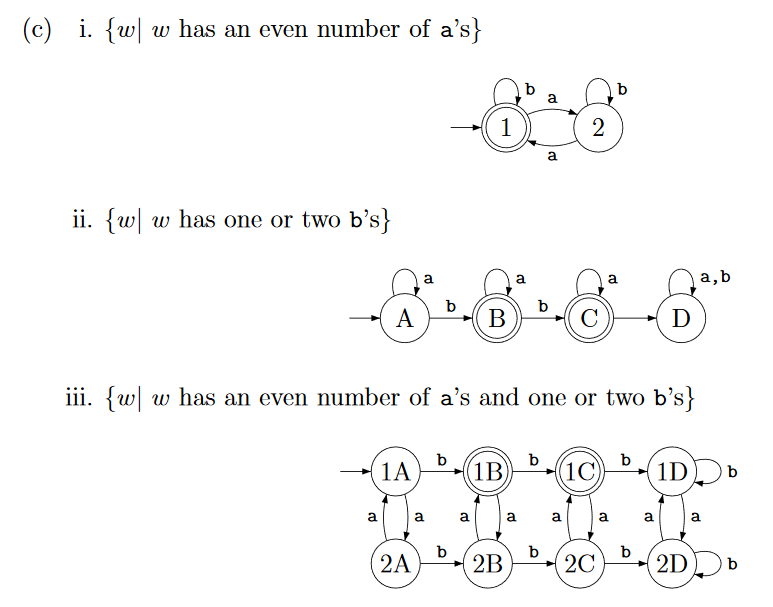 (c) i. {w| w has an even number of a's}
b a b
1 2
a
ii. {w| w has one or two b's}
a a a a,b
b b
A B C D
iii. {w| w has an even number of a's and one or two b's}
b b b
1A 1B 1C 1D b
a a a a a a a a
b b b
2A 2B 2C 2D b